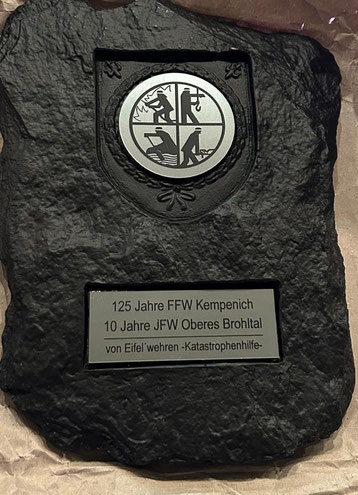 125 Jahre FFW Kempenich
10 Jahre JFW Oberes Brohltal
von Eifel´wehren -Katastrophenhilfe-